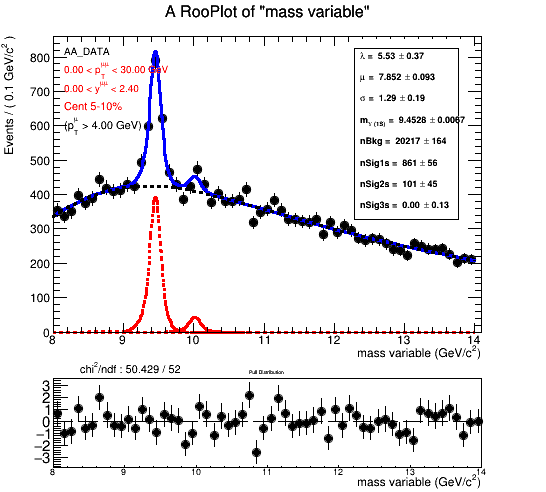 A RooPlot of "mass variable"
Events / ( 0.1 GeV/c² )
800
700
600
500
400
300
200
100
0
AA_DATA
0.00 < p_T^μμ < 30.00 GeV
0.00 < y^μμ < 2.40
Cent 5-10%
(p_T^μ > 4.00 GeV)
λ = 5.53 ± 0.37
μ = 7.852 ± 0.093
σ = 1.29 ± 0.19
m_Υ(1S) = 9.4528 ± 0.0067
nBkg = 20217 ± 164
nSig1s = 861 ± 56
nSig2s = 101 ± 45
nSig3s = 0.00 ± 0.13
8 9 10 11 12 13 14
mass variable (GeV/c²)
chi²/ndf : 50.429 / 52
Pull Distribution
3
2
1
0
−1
−2
−3
8 9 10 11 12 13 14
mass variable (GeV/c²)